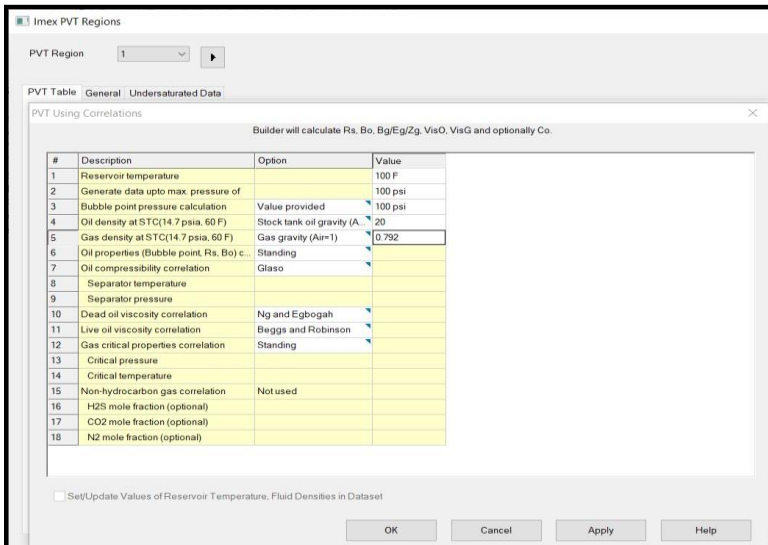 Imex PVT Regions
PVT Region 1
PVT Table General Undersaturated Data
PVT Using Correlations
Builder will calculate Rs, Bo, Bg/Eg/Zg, VisO, VisG and optionally Co.
# Description Option Value
1 Reservoir temperature 100 F
2 Generate data upto max. pressure of 100 psi
3 Bubble point pressure calculation Value provided 100 psi
4 Oil density at STC(14.7 psia, 60 F) Stock tank oil gravity (A... 20
5 Gas density at STC(14.7 psia, 60 F) Gas gravity (Air=1) 0.792
6 Oil properties (Bubble point, Rs, Bo) c... Standing
7 Oil compressibility correlation Glaso
8 Separator temperature
9 Separator pressure
10 Dead oil viscosity correlation Ng and Egbogah
11 Live oil viscosity correlation Beggs and Robinson
12 Gas critical properties correlation Standing
13 Critical pressure
14 Critical temperature
15 Non-hydrocarbon gas correlation Not used
16 H2S mole fraction (optional)
17 CO2 mole fraction (optional)
18 N2 mole fraction (optional)
Set/Update Values of Reservoir Temperature, Fluid Densities in Dataset
OK Cancel Apply Help